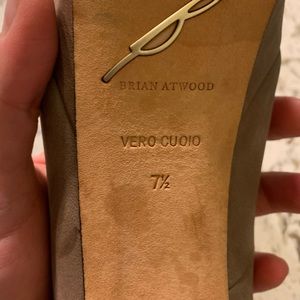 BRIAN ATWOOD
VERO CUOIO
7½